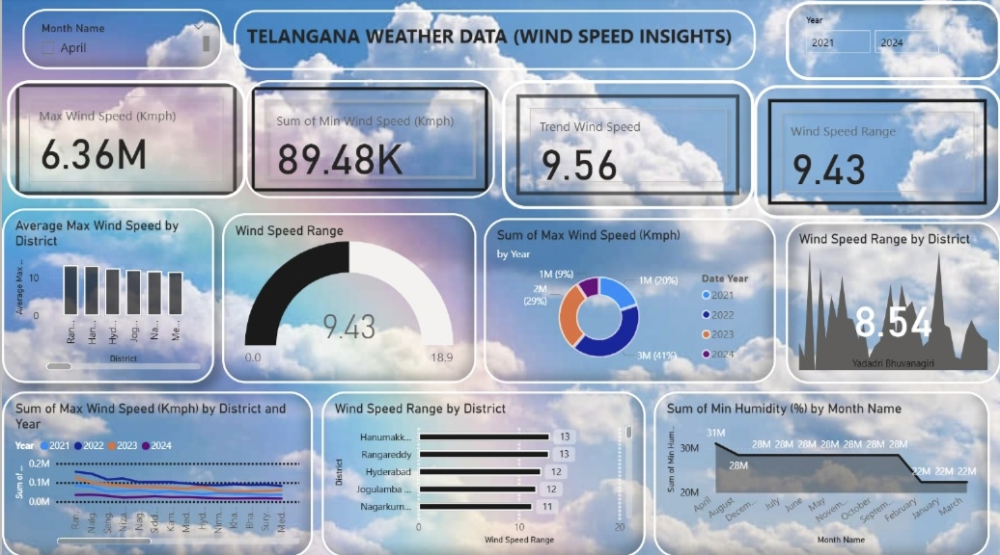 Month Name
April
TELANGANA WEATHER DATA (WIND SPEED INSIGHTS)
Year
2021
2024
Max Wind Speed (Kmph)
6.36M
Sum of Min Wind Speed (Kmph)
89.48K
Trend Wind Speed
9.56
Wind Speed Range
9.43
Average Max Wind Speed by
District
Average Max ...
10
0
Ran...
Han...
Hyd...
Jog...
Na...
Me...
District
Wind Speed Range
9.43
0.0
18.9
Sum of Max Wind Speed (Kmph)
by Year
1M (9%)
1M (20%)
2M
(29%)
3M (41%)
Date Year
2021
2022
2023
2024
Wind Speed Range by District
8.54
Yadadri Bhuvanagiri
Sum of Max Wind Speed (Kmph) by District and
Year
Year 2021 2022 2023 2024
Sum of ...
0.2M
0.1M
0.0M
Ran...
Nalg...
Sang...
Niza...
Nag...
Sidd...
Kam...
Med...
Hyd...
Nirm...
Kha...
Bha...
Sury...
Med...
Wind Speed Range by District
District
Hanumakk... 13
Rangareddy 13
Hyderabad 12
Jogulamba ... 12
Nagarkurn... 11
0 10 20
Wind Speed Range
Sum of Min Humidity (%) by Month Name
Sum of Min Hum...
30M
20M
31M
28M
28M 28M 28M 28M 28M 28M 28M
22M 22M 22M
April
August
Decem...
July
June
May
Novem...
October
Septem...
February
January
March
Month Name